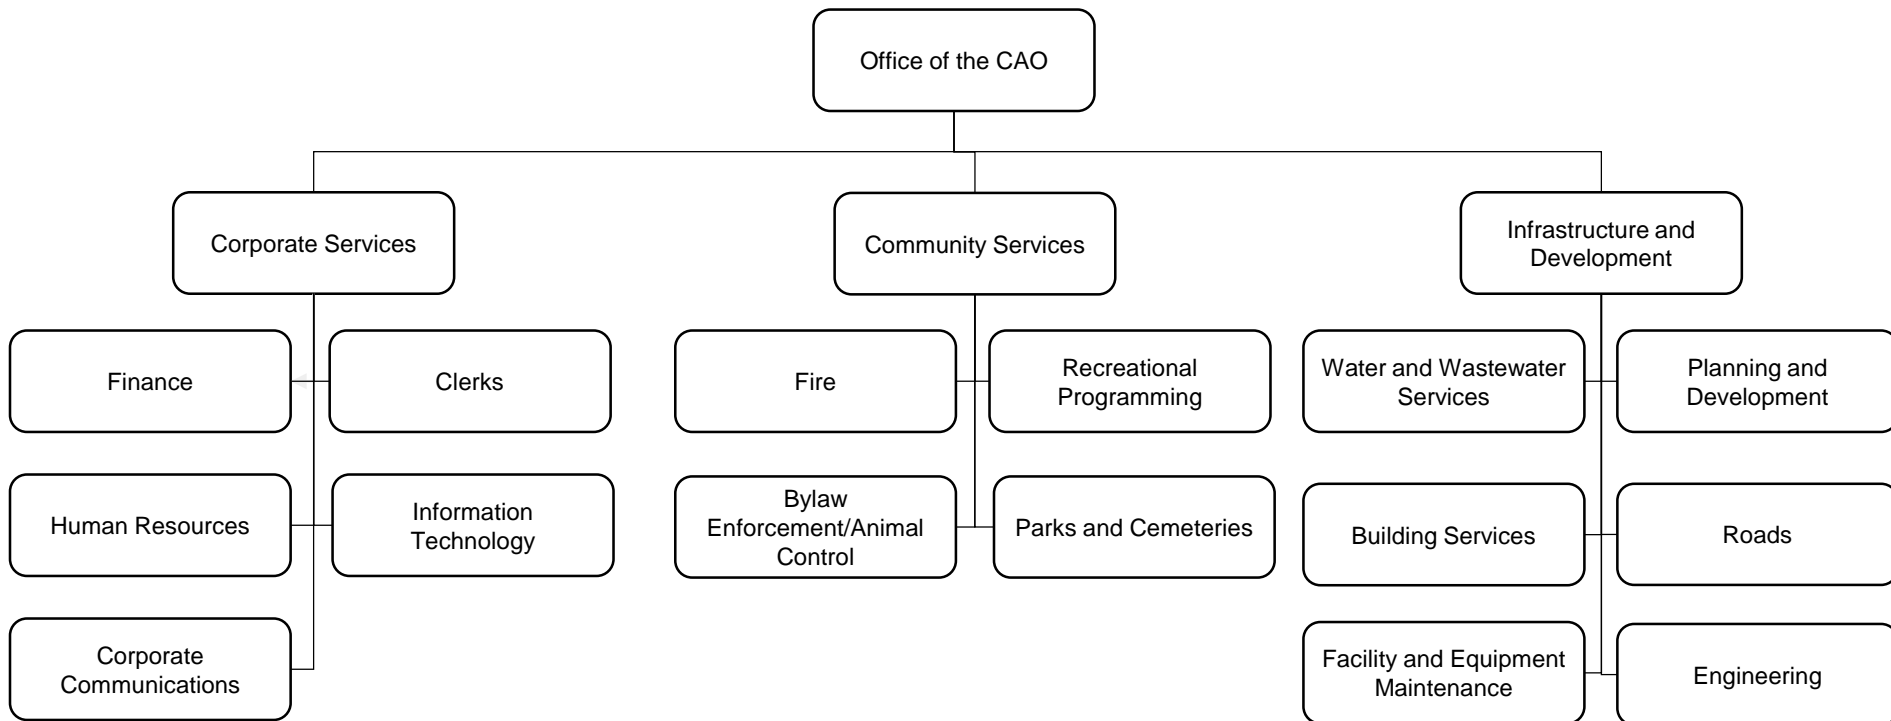 Office of the CAO
Corporate Services
Community Services
Infrastructure and
Development
Finance
Clerks
Fire
Recreational
Programming
Water and Wastewater
Services
Planning and
Development
Human Resources
Information
Technology
Bylaw
Enforcement/Animal
Control
Parks and Cemeteries
Building Services
Roads
Corporate
Communications
Facility and Equipment
Maintenance
Engineering